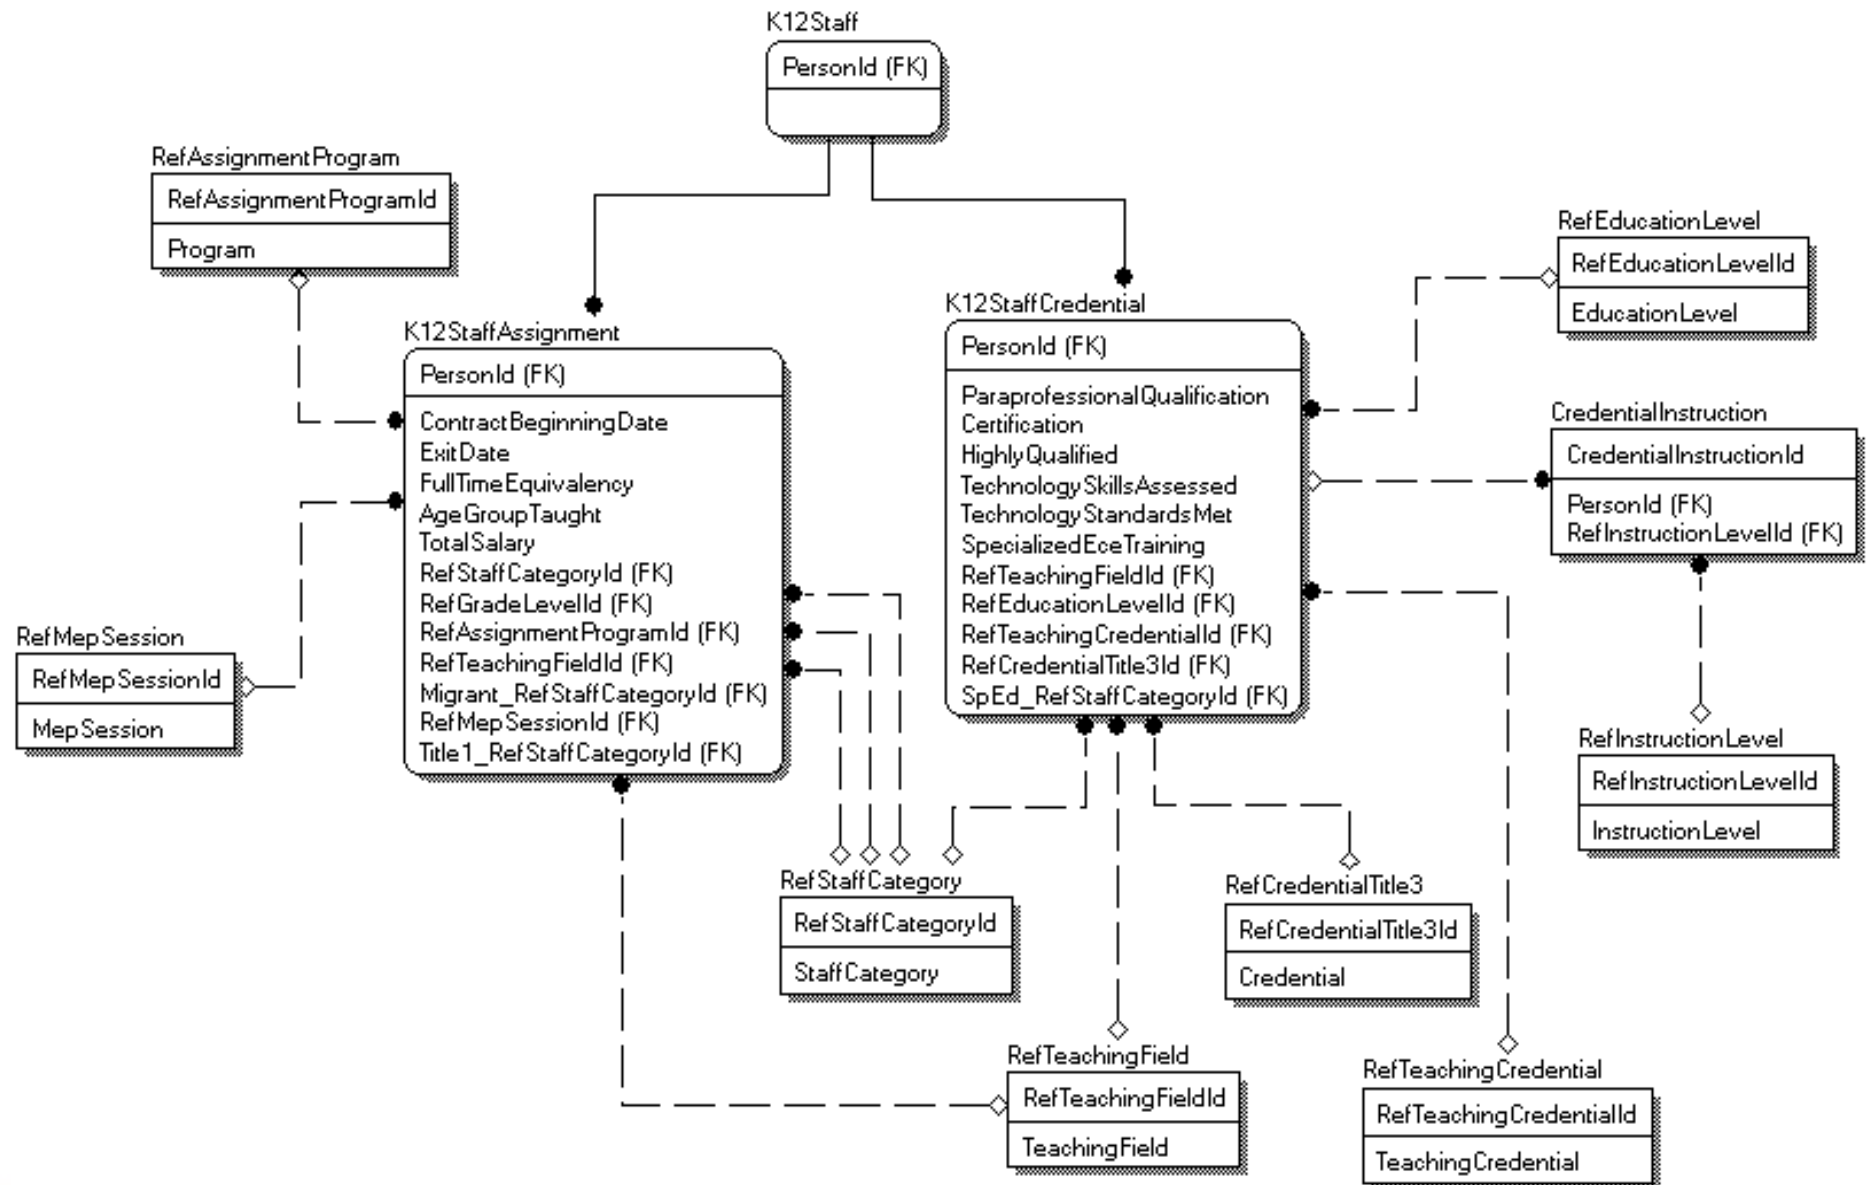 K12Staff
PersonId (FK)
RefAssignmentProgram
RefAssignmentProgramId
Program
K12StaffAssignment
PersonId (FK)
ContractBeginningDate
ExitDate
FullTimeEquivalency
AgeGroupTaught
TotalSalary
RefStaffCategoryId (FK)
RefGradeLevelId (FK)
RefAssignmentProgramId (FK)
RefTeachingFieldId (FK)
Migrant_RefStaffCategoryId (FK)
RefMepSessionId (FK)
Title1_RefStaffCategoryId (FK)
RefMepSession
RefMepSessionId
MepSession
K12StaffCredential
PersonId (FK)
ParaprofessionalQualification
Certification
HighlyQualified
TechnologySkillsAssessed
TechnologyStandardsMet
SpecializedEceTraining
RefTeachingFieldId (FK)
RefEducationLevelId (FK)
RefTeachingCredentialId (FK)
RefCredentialTitle3Id (FK)
SpEd_RefStaffCategoryId (FK)
RefEducationLevel
RefEducationLevelId
EducationLevel
CredentialInstruction
CredentialInstructionId
PersonId (FK)
RefInstructionLevelId (FK)
RefInstructionLevel
RefInstructionLevelId
InstructionLevel
RefStaffCategory
RefStaffCategoryId
StaffCategory
RefCredentialTitle3
RefCredentialTitle3Id
Credential
RefTeachingField
RefTeachingFieldId
TeachingField
RefTeachingCredential
RefTeachingCredentialId
TeachingCredential